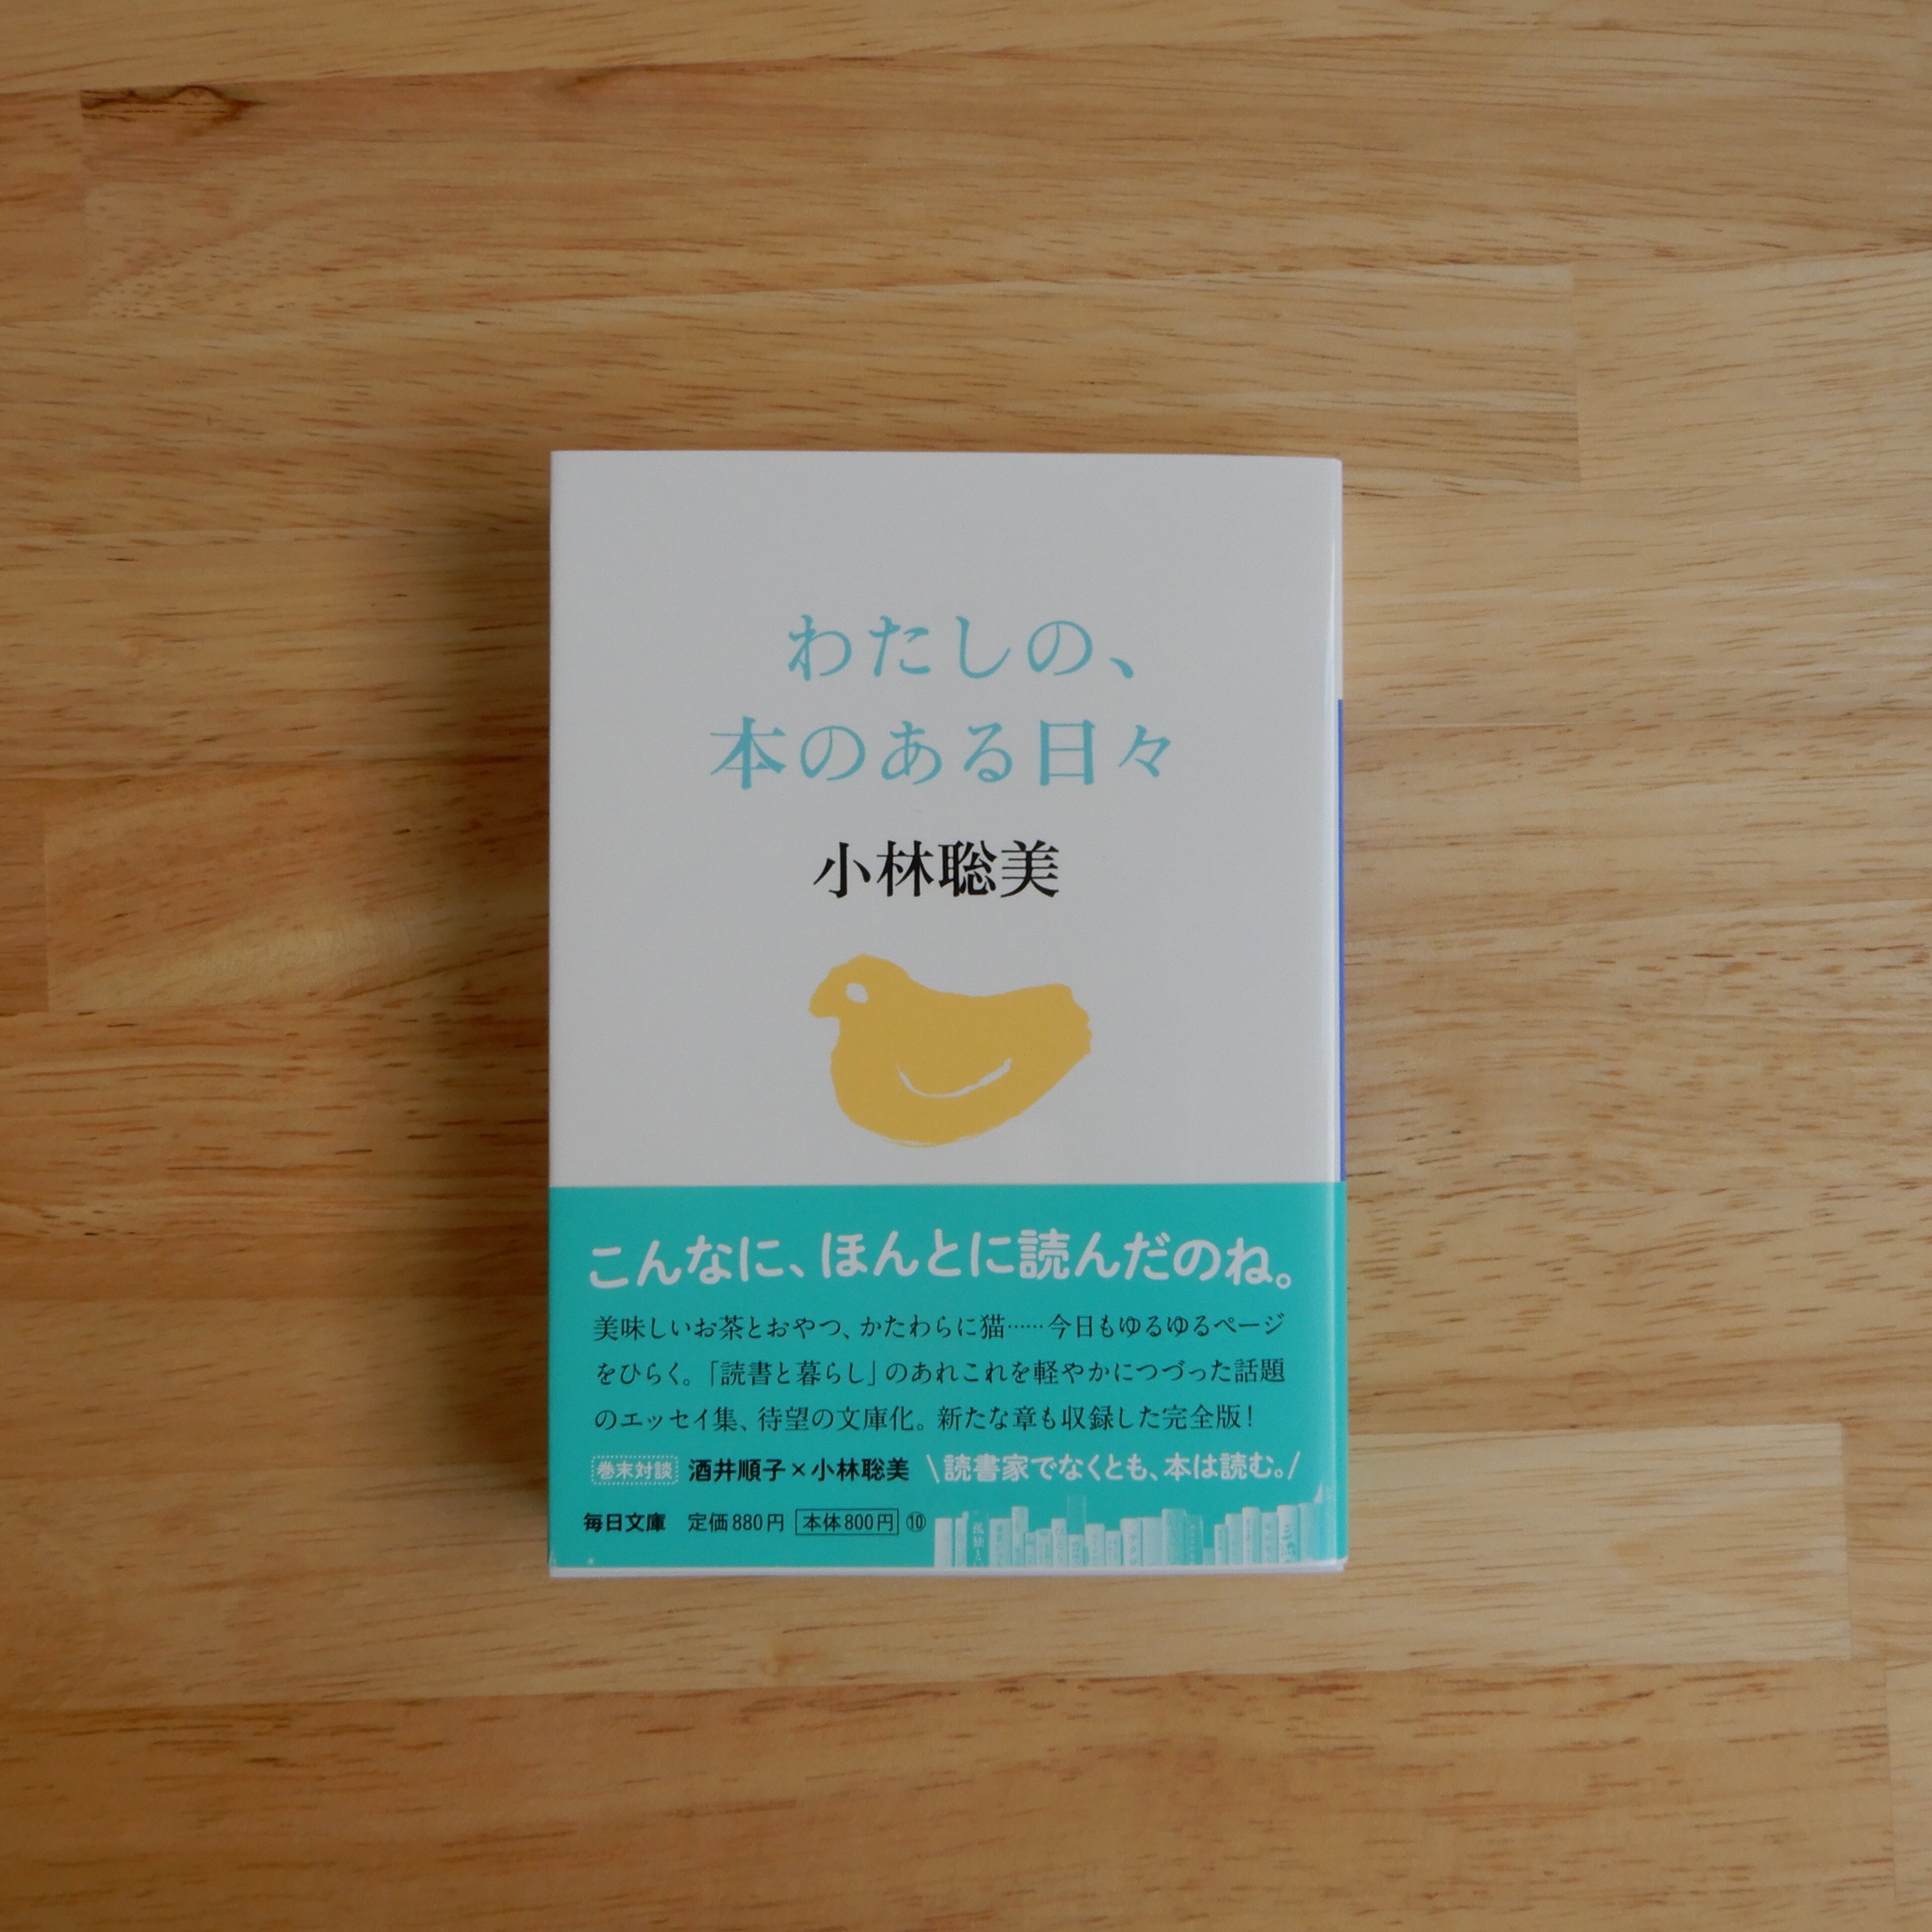 わたしの、
本のある日々
小林聡美
こんなに、ほんとに読んだのね。
美味しいお茶とおやつ、かたわらに猫……今日もゆるゆるページ
をひらく。「読書と暮らし」のあれこれを軽やかにつづった話題
のエッセイ集、待望の文庫化。新たな章も収録した完全版！
巻末対談 酒井順子×小林聡美 \読書家でなくとも、本は読む。/
毎日文庫 定価880円 本体800円 ⑩